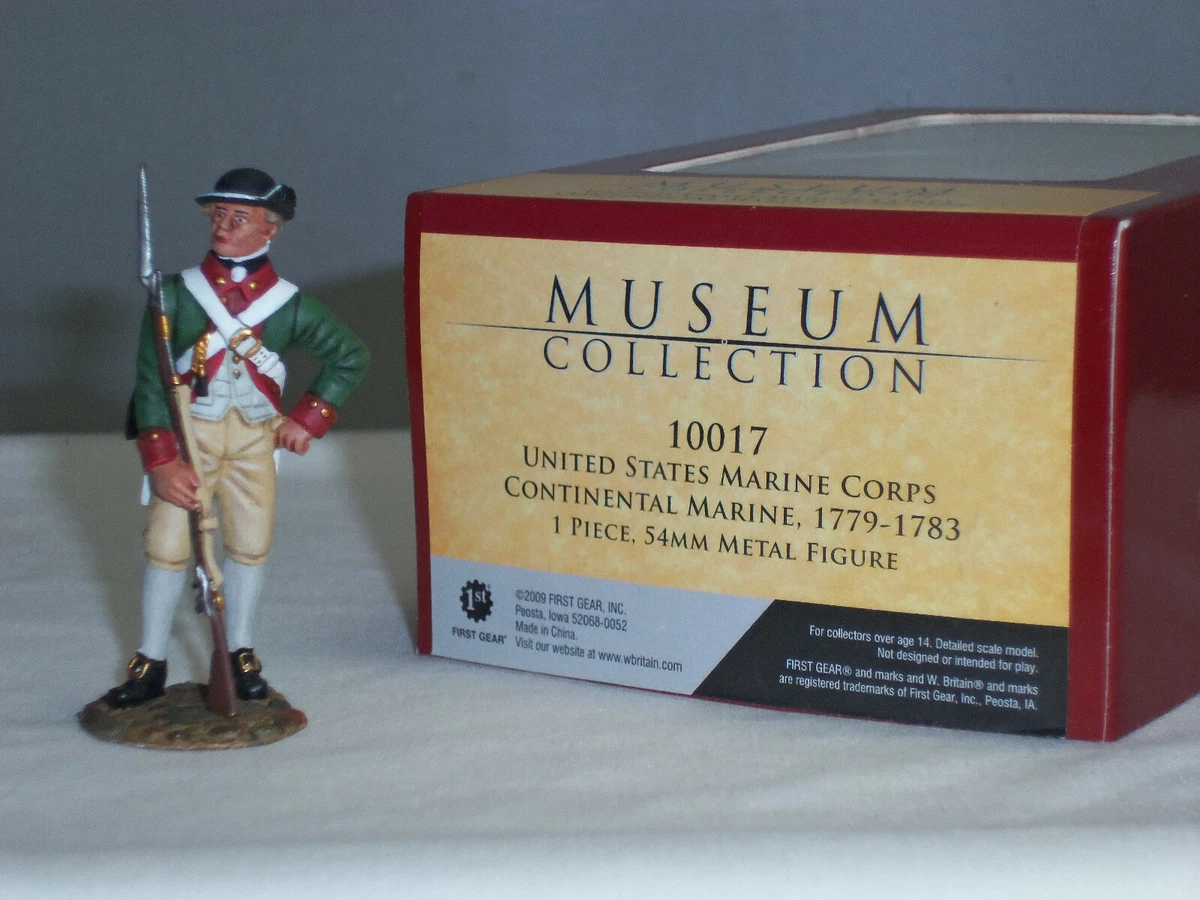 MUSEUM
MUSEUM
COLLECTION
10017
UNITED STATES MARINE CORPS
CONTINENTAL MARINE, 1779-1783
1 PIECE, 54MM METAL FIGURE
1st
FIRST GEAR®
©2009 FIRST GEAR, INC.
Peosta, Iowa 52068-0052
Made in China.
Visit our website at www.wbritain.com
For collectors over age 14. Detailed scale model.
Not designed or intended for play.
FIRST GEAR® and marks and W. Britain® and marks
are registered trademarks of First Gear, Inc., Peosta, IA.